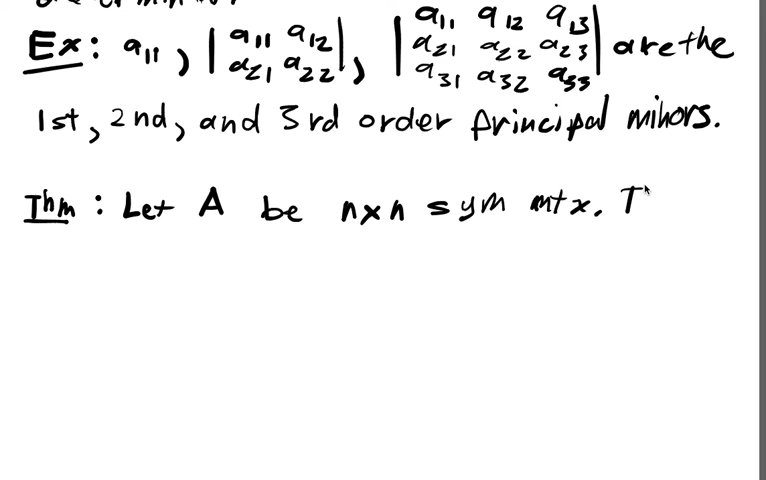 Ex: a11, | a11 a12 |, | a11 a12 a13 | are the
| a21 a22 | | a21 a22 a23 |
| a31 a32 a33 |
1st, 2nd, and 3rd order principal minors.
Thm: Let A be nxn sym mtx. T